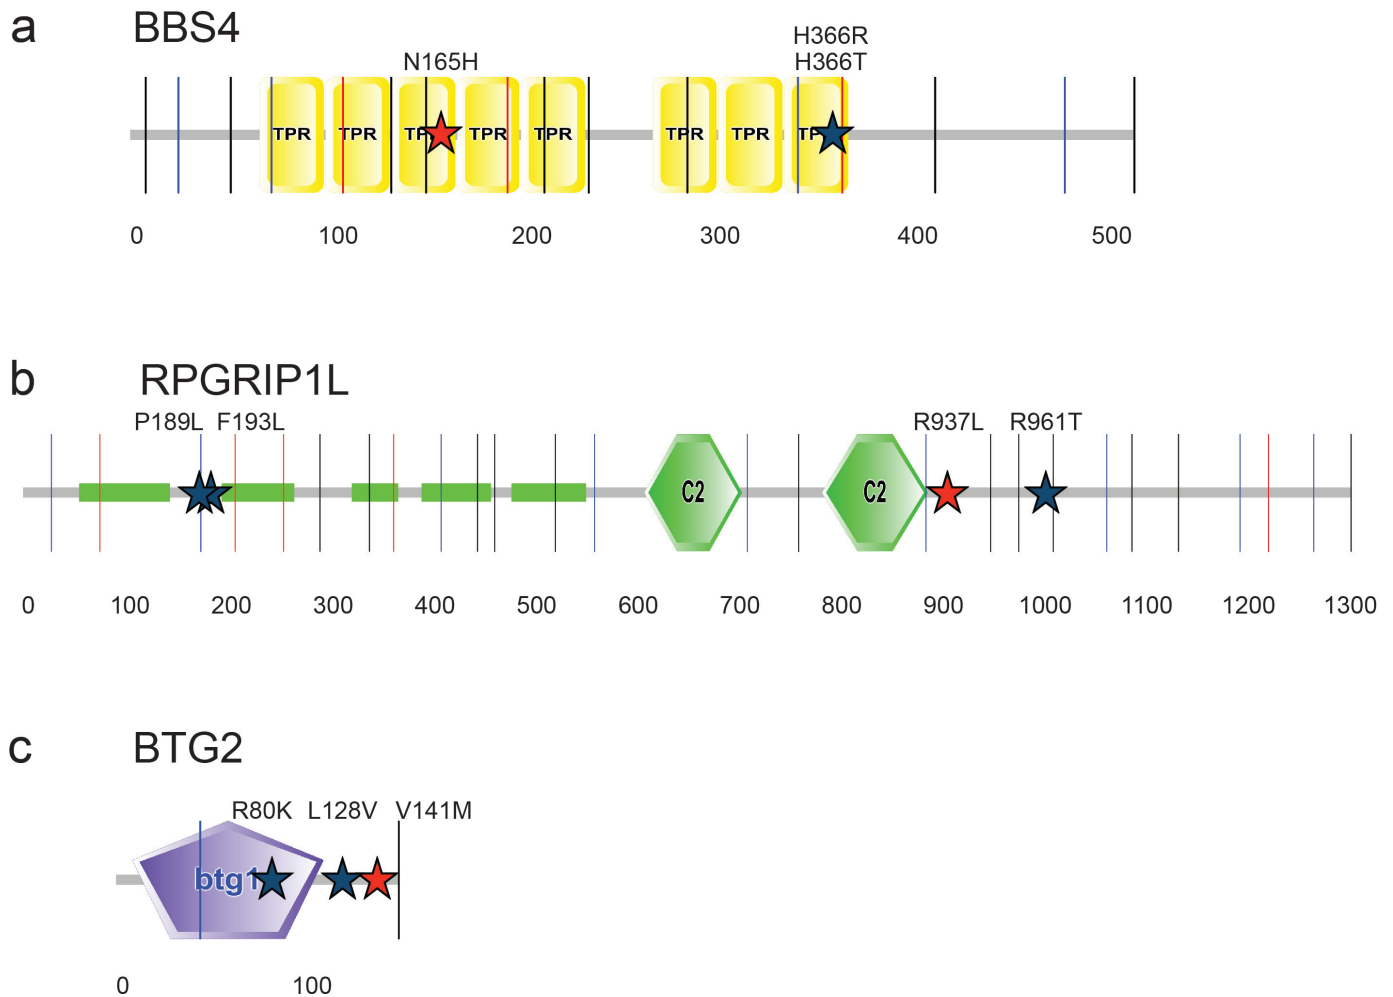 a BBS4
H366R
N165H H366T
TPR TPR TPR TPR TPR TPR TPR TPR
0 100 200 300 400 500
b RPGRIP1L
P189L F193L R937L R961T
C2 C2
0 100 200 300 400 500 600 700 800 900 1000 1100 1200 1300
c BTG2
R80K L128V V141M
btg1
0 100